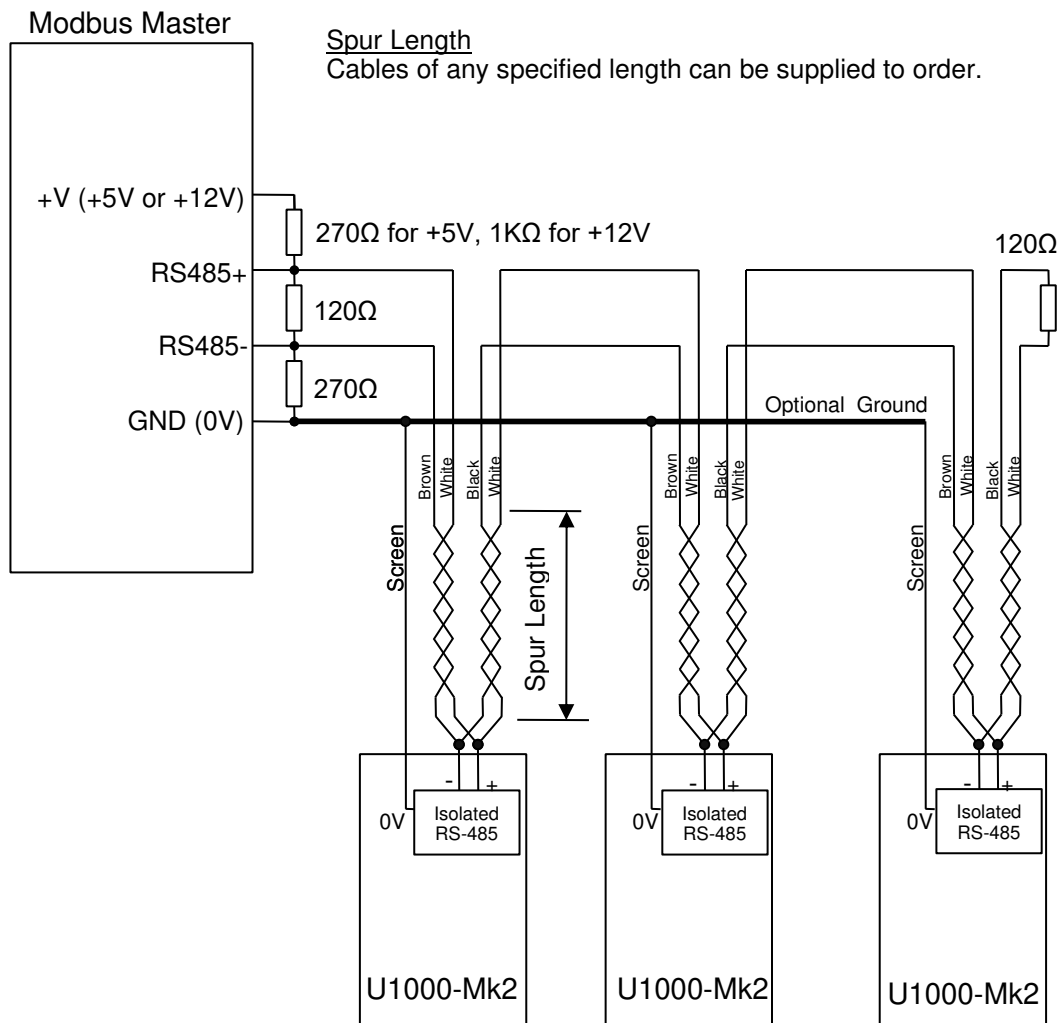 Modbus Master
Spur Length
Cables of any specified length can be supplied to order.
+V (+5V or +12V)
270Ω for +5V, 1KΩ for +12V
120Ω
RS485+
120Ω
RS485-
270Ω
GND (0V)
Optional Ground
Brown
White
Black
White
Brown
White
Black
White
Brown
White
Black
White
Screen
Spur Length
Screen
Screen
- +
- +
- +
0V
Isolated
RS-485
0V
Isolated
RS-485
0V
Isolated
RS-485
U1000-Mk2
U1000-Mk2
U1000-Mk2